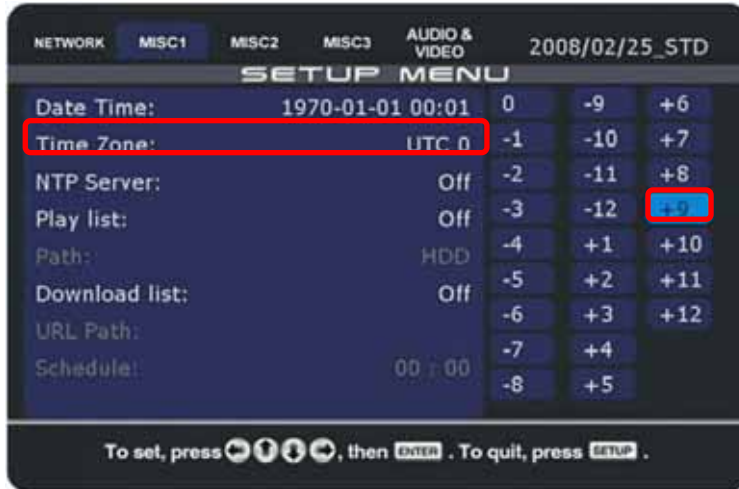 NETWORK MISC1 MISC2 MISC3 AUDIO & VIDEO 2008/02/25_STD
SETUP MENU
Date Time: 1970-01-01 00:01 0 -9 +6
Time Zone: UTC 0 -1 -10 +7
NTP Server: Off -2 -11 +8
Play list: Off -3 -12 +9
Path: HDD -4 +1 +10
Download list: Off -5 +2 +11
URL Path: -6 +3 +12
Schedule: 00 : 00 -7 +4
-8 +5
To set, press , then ENTER . To quit, press SETUP .